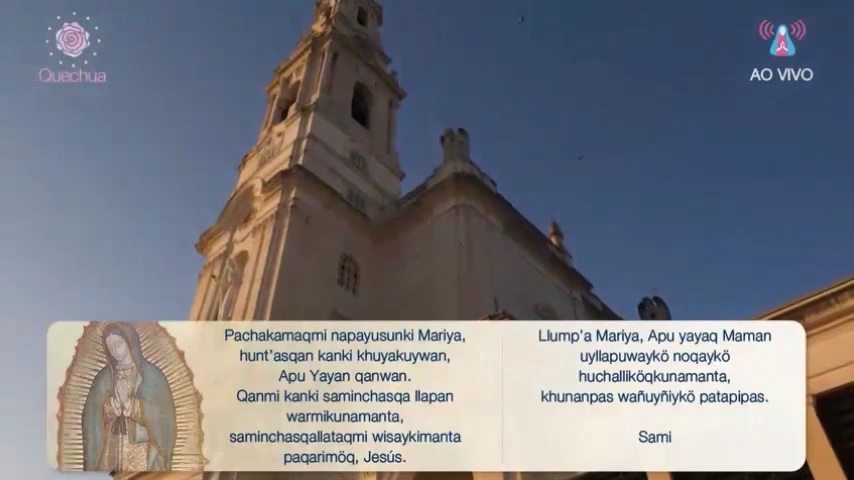 Quechua
AO VIVO
Pachakamaqmi napayusunki Mariya,
hunt'asqan kanki khuyakuywan,
Apu Yayan qanwan.
Qanmi kanki saminchasqa llapan
warmikunamanta,
saminchasqallataqmi wisaykimanta
paqarimöq, Jesús.
Llump'a Mariya, Apu yayaq Maman
uyllapuwaykö noqaykö
huchalliköqkunamanta,
khunanpas wañuyñiykö patapipas.
Sami